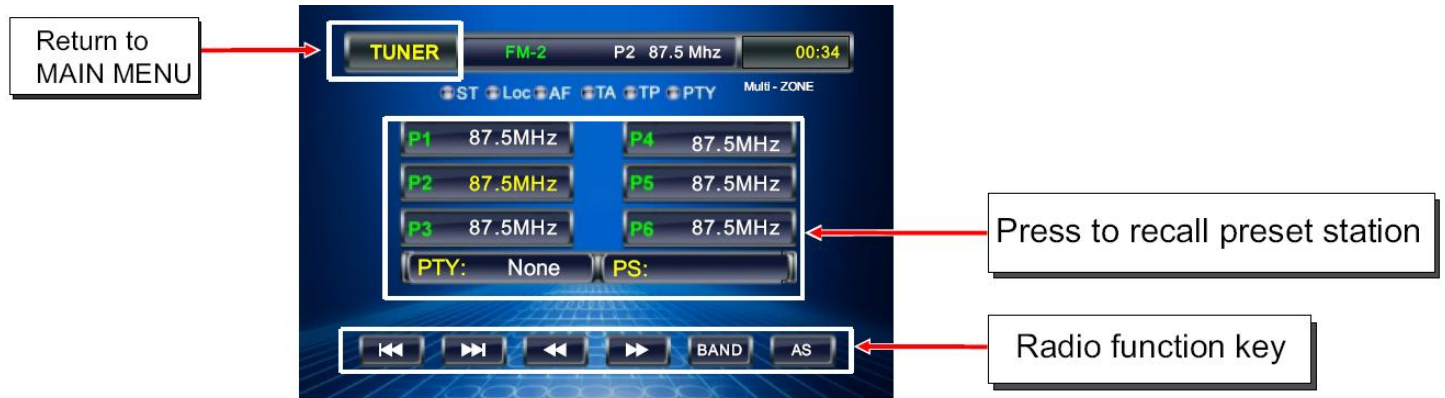 Return to
MAIN MENU
TUNER FM-2 P2 87.5 Mhz 00:34
ST Loc AF TA TP PTY Multi - ZONE
P1 87.5MHz P4 87.5MHz
P2 87.5MHz P5 87.5MHz
P3 87.5MHz P6 87.5MHz
PTY: None PS:
Press to recall preset station
BAND AS
Radio function key